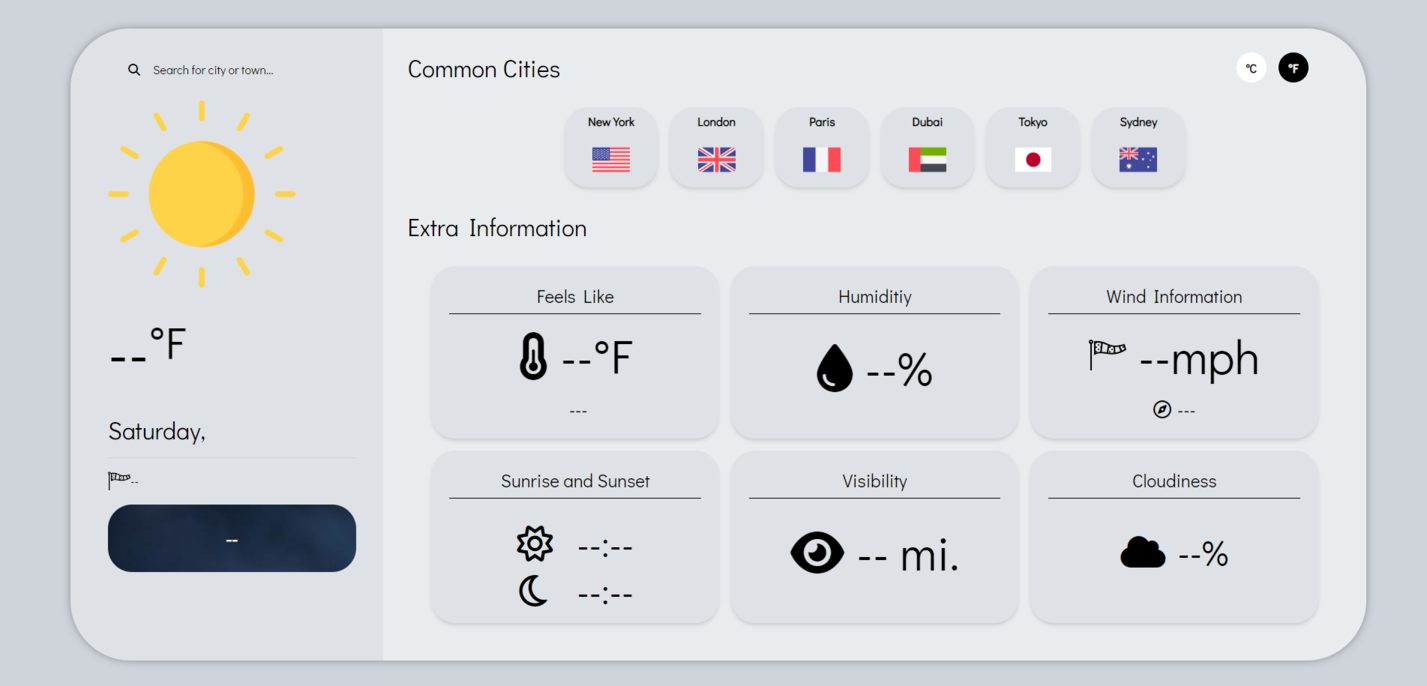 Search for city or town...
--°F
Saturday,
--
--
Common Cities
°C °F
New York London Paris Dubai Tokyo Sydney
Extra Information
Feels Like
--°F
---
Humiditiy
--%
Wind Information
--mph
---
Sunrise and Sunset
--:--
--:--
Visibility
-- mi.
Cloudiness
--%